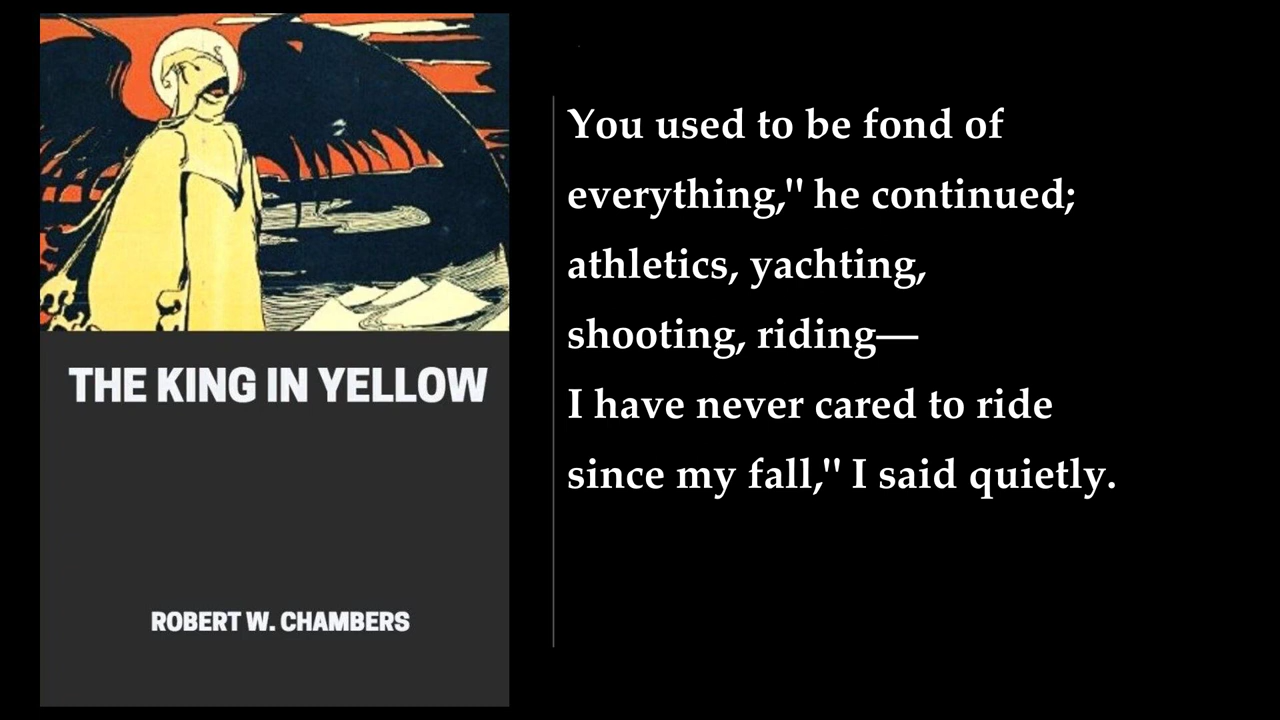 THE KING IN YELLOW
ROBERT W. CHAMBERS
You used to be fond of
everything," he continued;
athletics, yachting,
shooting, riding—
I have never cared to ride
since my fall," I said quietly.